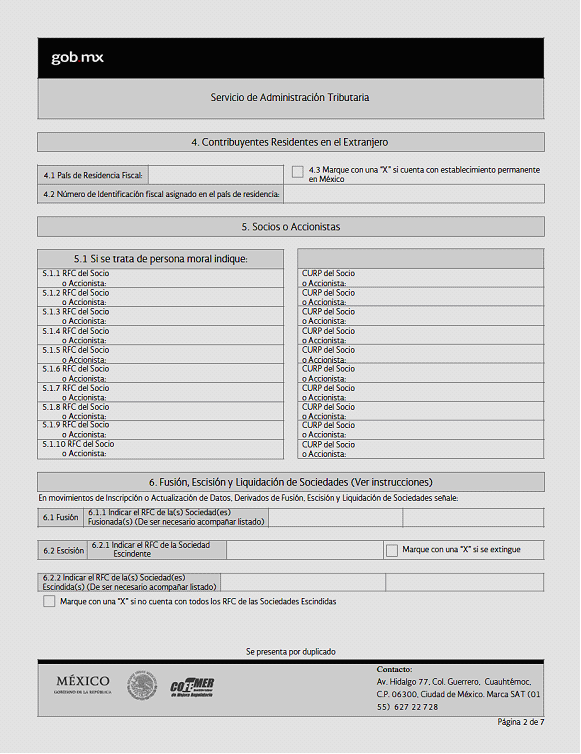 gob mx
Servicio de Administración Tributaria
4. Contribuyentes Residentes en el Extranjero
4.1 País de Residencia Fiscal:
4.3 Marque con una "X" si cuenta con establecimiento permanente
en México
4.2 Número de Identificación fiscal asignado en el país de residencia:
5. Socios o Accionistas
5.1 Si se trata de persona moral indique:
5.1.1 RFC del Socio
o Accionista:
CURP del Socio
o Accionista:
5.1.2 RFC del Socio
o Accionista:
CURP del Socio
o Accionista:
5.1.3 RFC del Socio
o Accionista:
CURP del Socio
o Accionista:
5.1.4 RFC del Socio
o Accionista:
CURP del Socio
o Accionista:
5.1.5 RFC del Socio
o Accionista:
CURP del Socio
o Accionista:
5.1.6 RFC del Socio
o Accionista:
CURP del Socio
o Accionista:
5.1.7 RFC del Socio
o Accionista:
CURP del Socio
o Accionista:
5.1.8 RFC del Socio
o Accionista:
CURP del Socio
o Accionista:
5.1.9 RFC del Socio
o Accionista:
CURP del Socio
o Accionista:
5.1.10 RFC del Socio
o Accionista:
CURP del Socio
o Accionista:
6. Fusión, Escisión y Liquidación de Sociedades (Ver instrucciones)
En movimientos de Inscripción o Actualización de Datos, Derivados de Fusión, Escisión y Liquidación de Sociedades señale:
6.1 Fusión
6.1.1 Indicar el RFC de la(s) Sociedad(es)
Fusionada(s) (De ser necesario acompañar listado)
6.2 Escisión
6.2.1 Indicar el RFC de la Sociedad
Escindente
Marque con una "X" si se extingue
6.2.2 Indicar el RFC de la(s) Sociedad(es)
Escindida(s) (De ser necesario acompañar listado)
Marque con una "X" si no cuenta con todos los RFC de las Sociedades Escindidas
Se presenta por duplicado
MÉXICO
GOBIERNO DE LA REPÚBLICA
COFEMER
de Mejora Regulatoria
Contacto:
Av. Hidalgo 77, Col. Guerrero, Cuauhtémoc,
C.P. 06300, Ciudad de México. Marca SAT (01
55) 627 22 728
Página 2 de 7